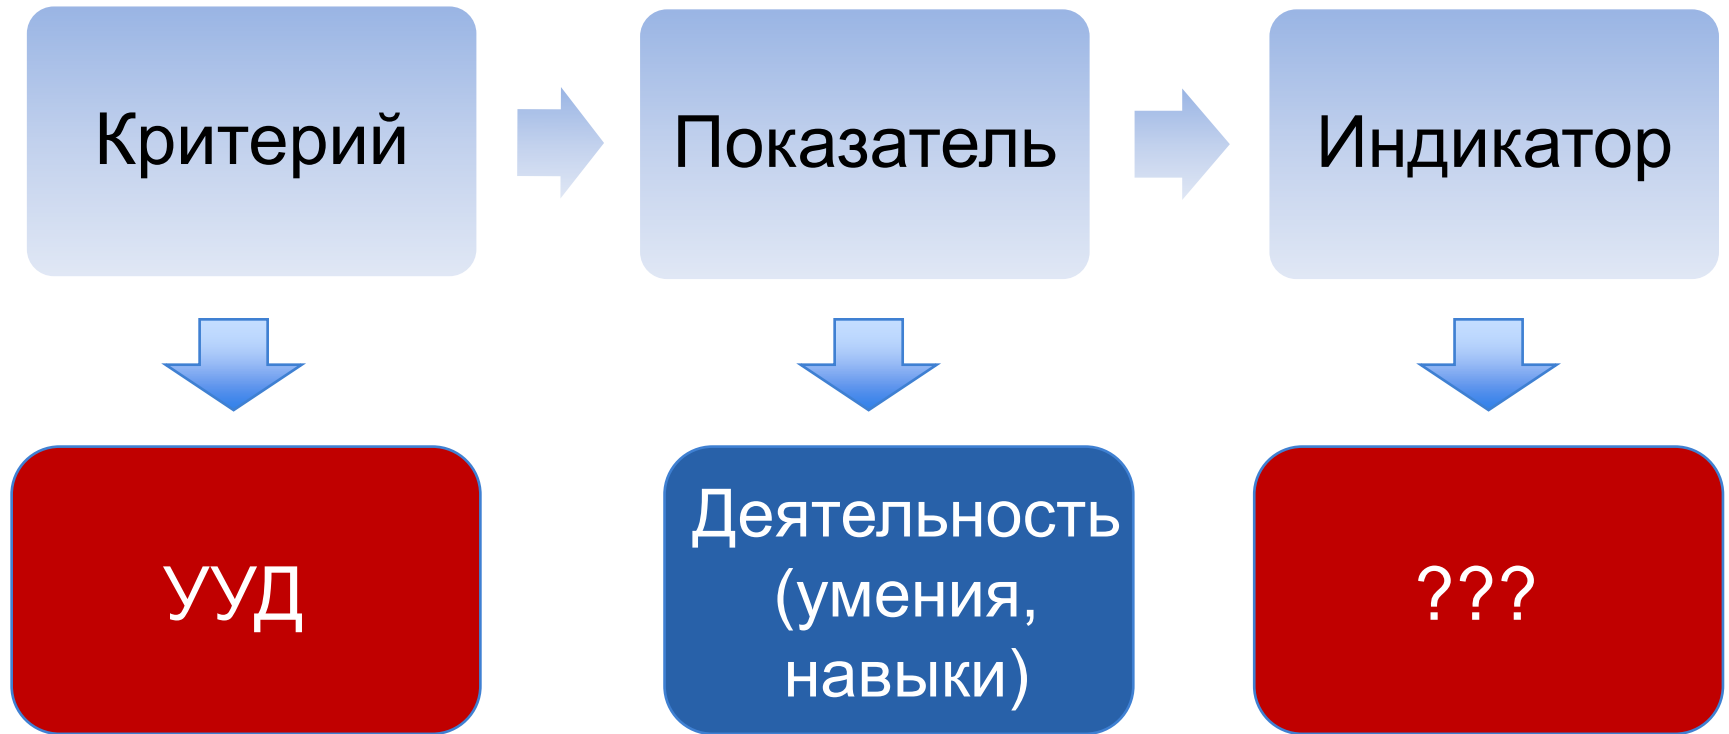 Критерий
Показатель
Индикатор
УУД
Деятельность
(умения,
навыки)
???